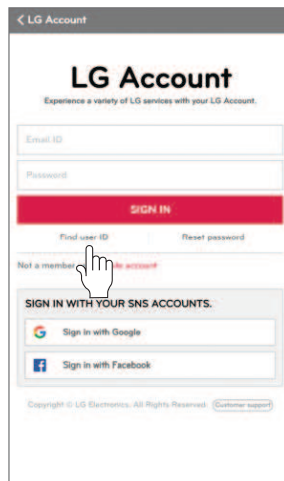 < LG Account
LG Account
Experience a variety of LG services with your LG Account.
Email ID
Password
SIGN IN
Find user ID Reset password
Not a member account
SIGN IN WITH YOUR SNS ACCOUNTS.
Sign in with Google
Sign in with Facebook
Copyright © LG Electronics. All Rights Reserved. Customer support